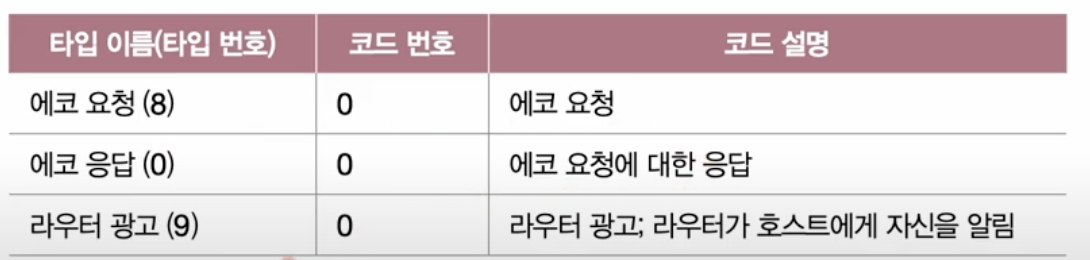 타입 이름(타입 번호) 코드 번호 코드 설명
에코 요청 (8) 0 에코 요청
에코 응답 (0) 0 에코 요청에 대한 응답
라우터 광고 (9) 0 라우터 광고; 라우터가 호스트에게 자신을 알림